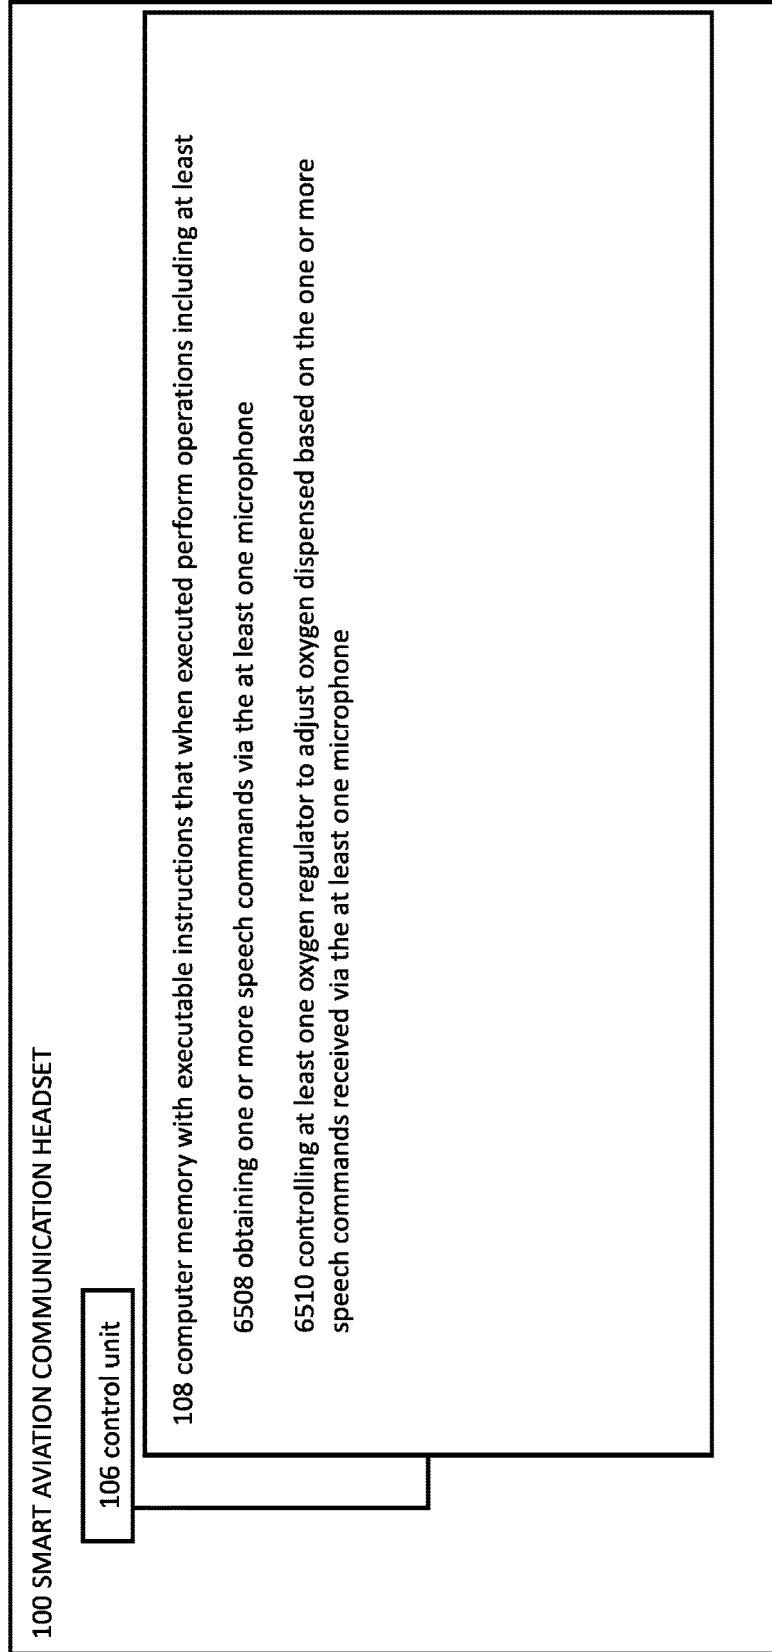 100 SMART AVIATION COMMUNICATION HEADSET
106 control unit
108 computer memory with executable instructions that when executed perform operations including at least
6508 obtaining one or more speech commands via the at least one microphone
6510 controlling at least one oxygen regulator to adjust oxygen dispensed based on the one or more
speech commands received via the at least one microphone